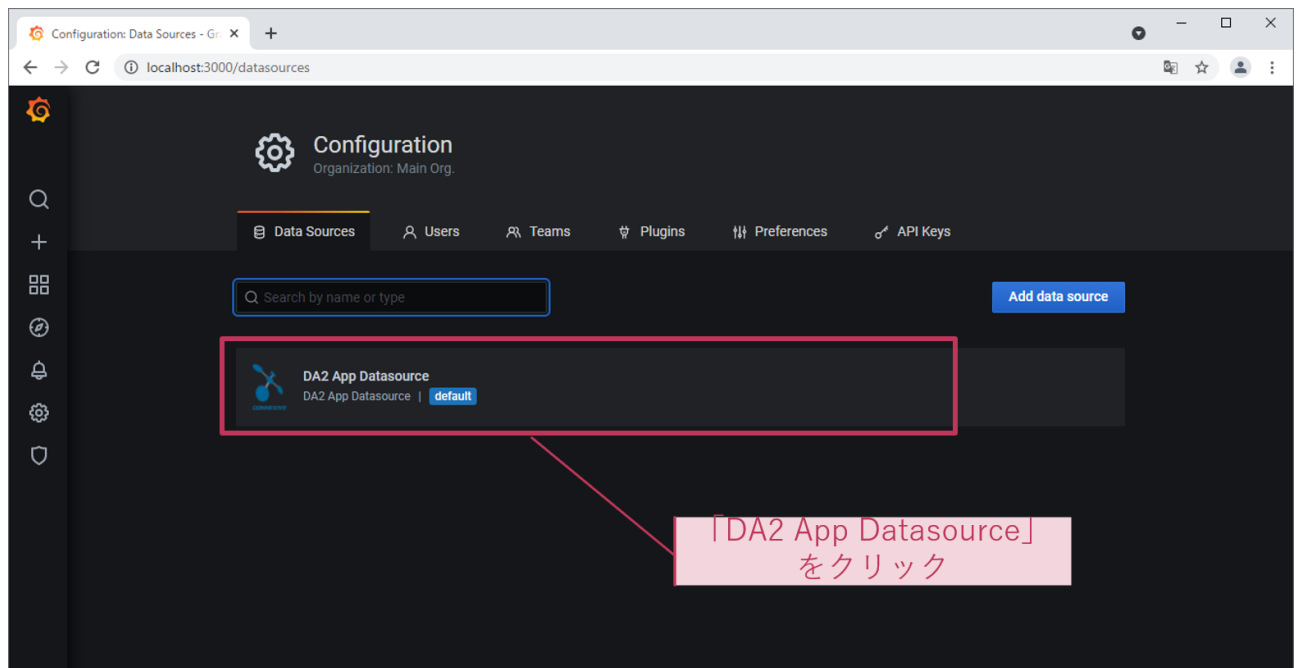 Configuration: Data Sources - Gr
localhost:3000/datasources
Configuration
Organization: Main Org.
Data Sources
Users
Teams
Plugins
Preferences
API Keys
Search by name or type
Add data source
DA2 App Datasource
DA2 App Datasource | default
「DA2 App Datasource」
をクリック